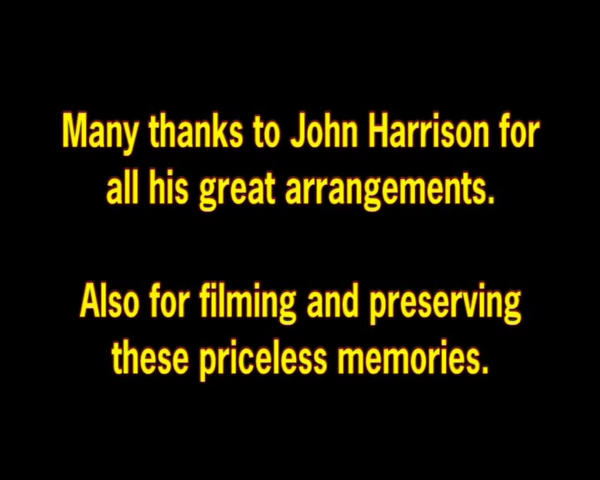 Many thanks to John Harrison for
all his great arrangements.
Also for filming and preserving
these priceless memories.